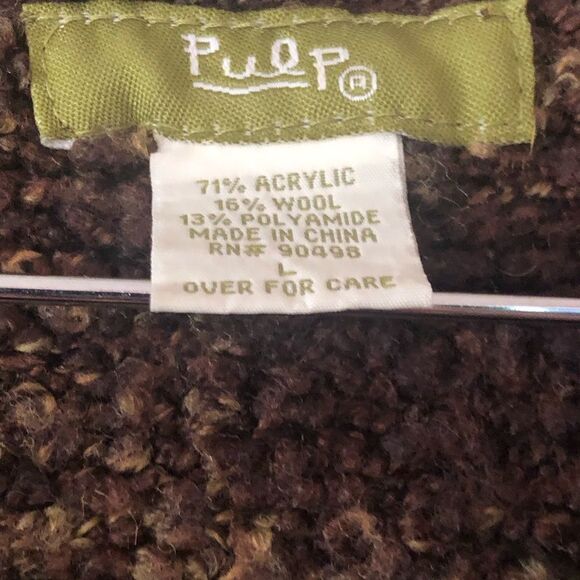 Pulp®
71% ACRYLIC
16% WOOL
13% POLYAMIDE
MADE IN CHINA
RN# 90498
L
OVER FOR CARE